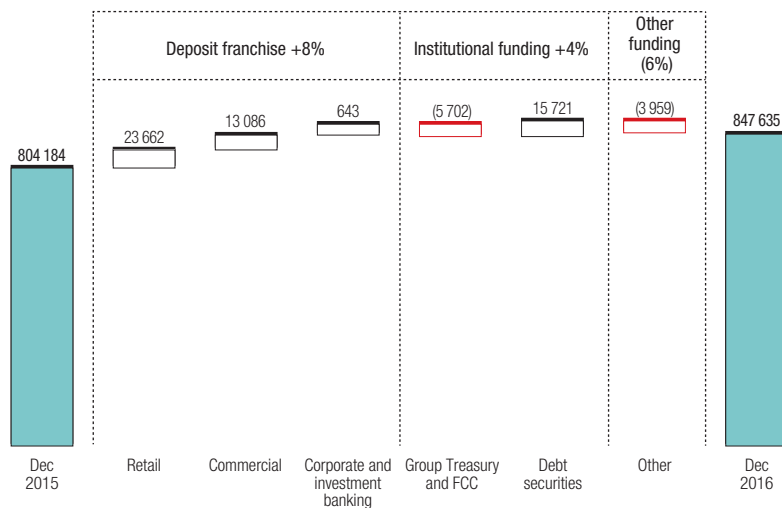 Deposit franchise +8%
Institutional funding +4%
Other
funding
(6%)
804 184
23 662
13 086
643
(5 702)
15 721
(3 959)
847 635
Dec
2015
Retail
Commercial
Corporate and
investment
banking
Group Treasury
and FCC
Debt
securities
Other
Dec
2016